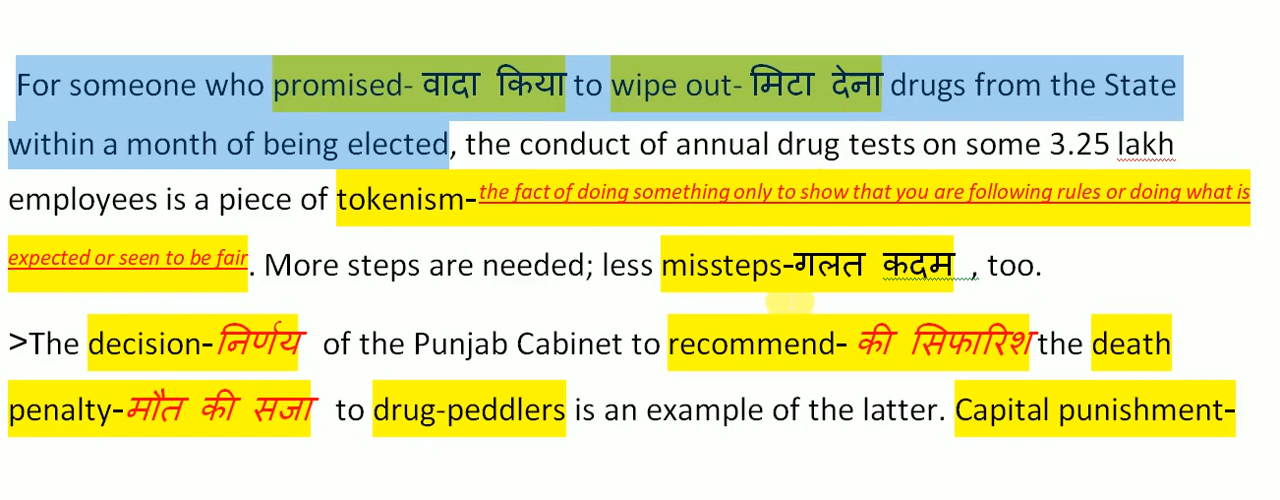 For someone who promised- वादा किया to wipe out- मिटा देना drugs from the State
within a month of being elected, the conduct of annual drug tests on some 3.25 lakh
employees is a piece of tokenism-the fact of doing something only to show that you are following rules or doing what is
expected or seen to be fair. More steps are needed; less missteps-गलत कदम , too.
>The decision-निर्णय of the Punjab Cabinet to recommend- की सिफारिश the death
penalty-मौत की सजा to drug-peddlers is an example of the latter. Capital punishment-